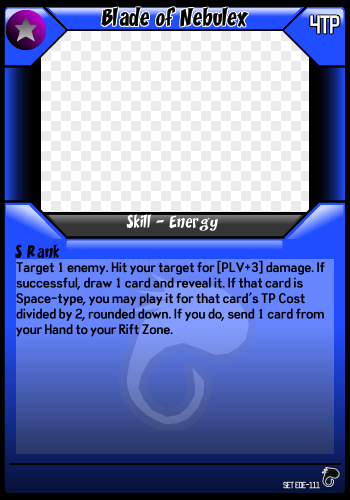 Blade of Nebulex
4TP
Skill - Energy
S Rank
Target 1 enemy. Hit your target for [PLV+3] damage. If
successful, draw 1 card and reveal it. If that card is
Space-type, you may play it for that card's TP Cost
divided by 2, rounded down. If you do, send 1 card from
your Hand to your Rift Zone.
SET EDE-111